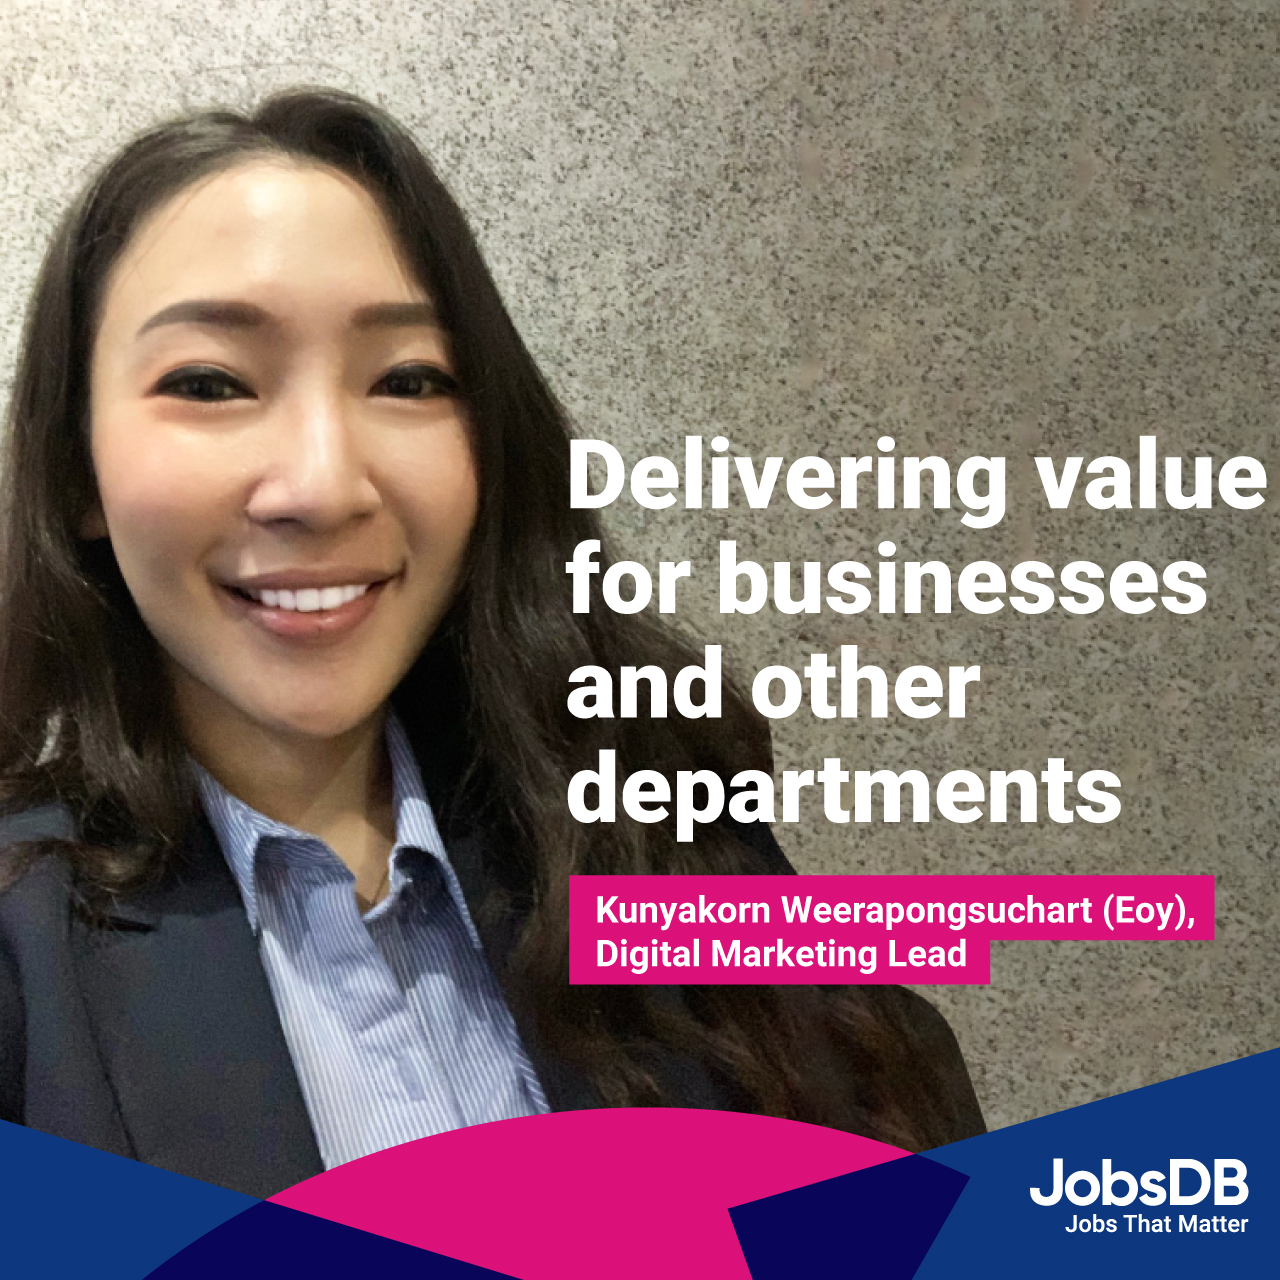 Delivering value
for businesses
and other
departments
Kunyakorn Weerapongsuchart (Eoy),
Digital Marketing Lead
JobsDB
Jobs That Matter